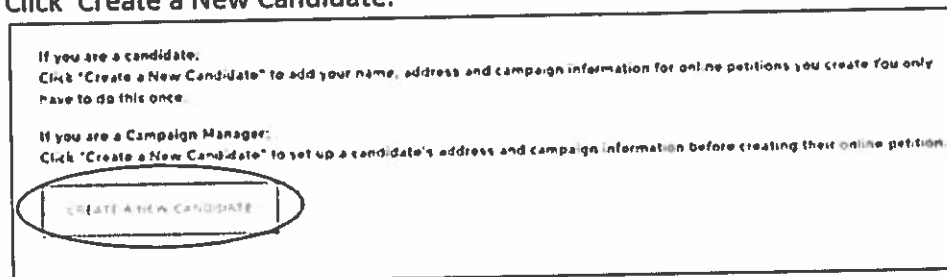 Click "Create a New Candidate."
If you are a candidate:
Click "Create a New Candidate" to add your name, address and campaign information for online petitions you create You only
have to do this once.
If you are a Campaign Manager:
Click "Create a New Candidate" to set up a candidate's address and campaign information before creating their online petition.
CREATE A NEW CANDIDATE